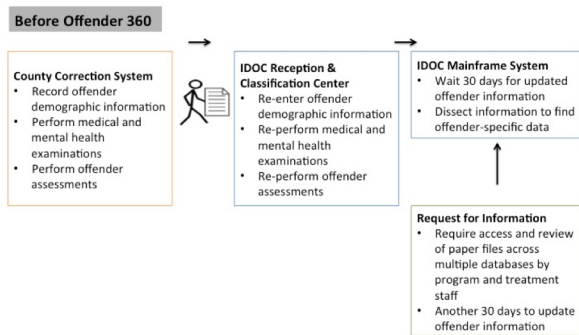 Before Offender 360
County Correction System
• Record offender
demographic information
• Perform medical and
mental health
examinations
• Perform offender
assessments
IDOC Reception &
Classification Center
• Re-enter offender
demographic information
• Re-perform medical and
mental health
examinations
• Re-perform offender
assessments
IDOC Mainframe System
• Wait 30 days for updated
offender information
• Dissect information to find
offender-specific data
Request for Information
• Require access and review
of paper files across
multiple databases by
program and treatment
staff
• Another 30 days to update
offender information